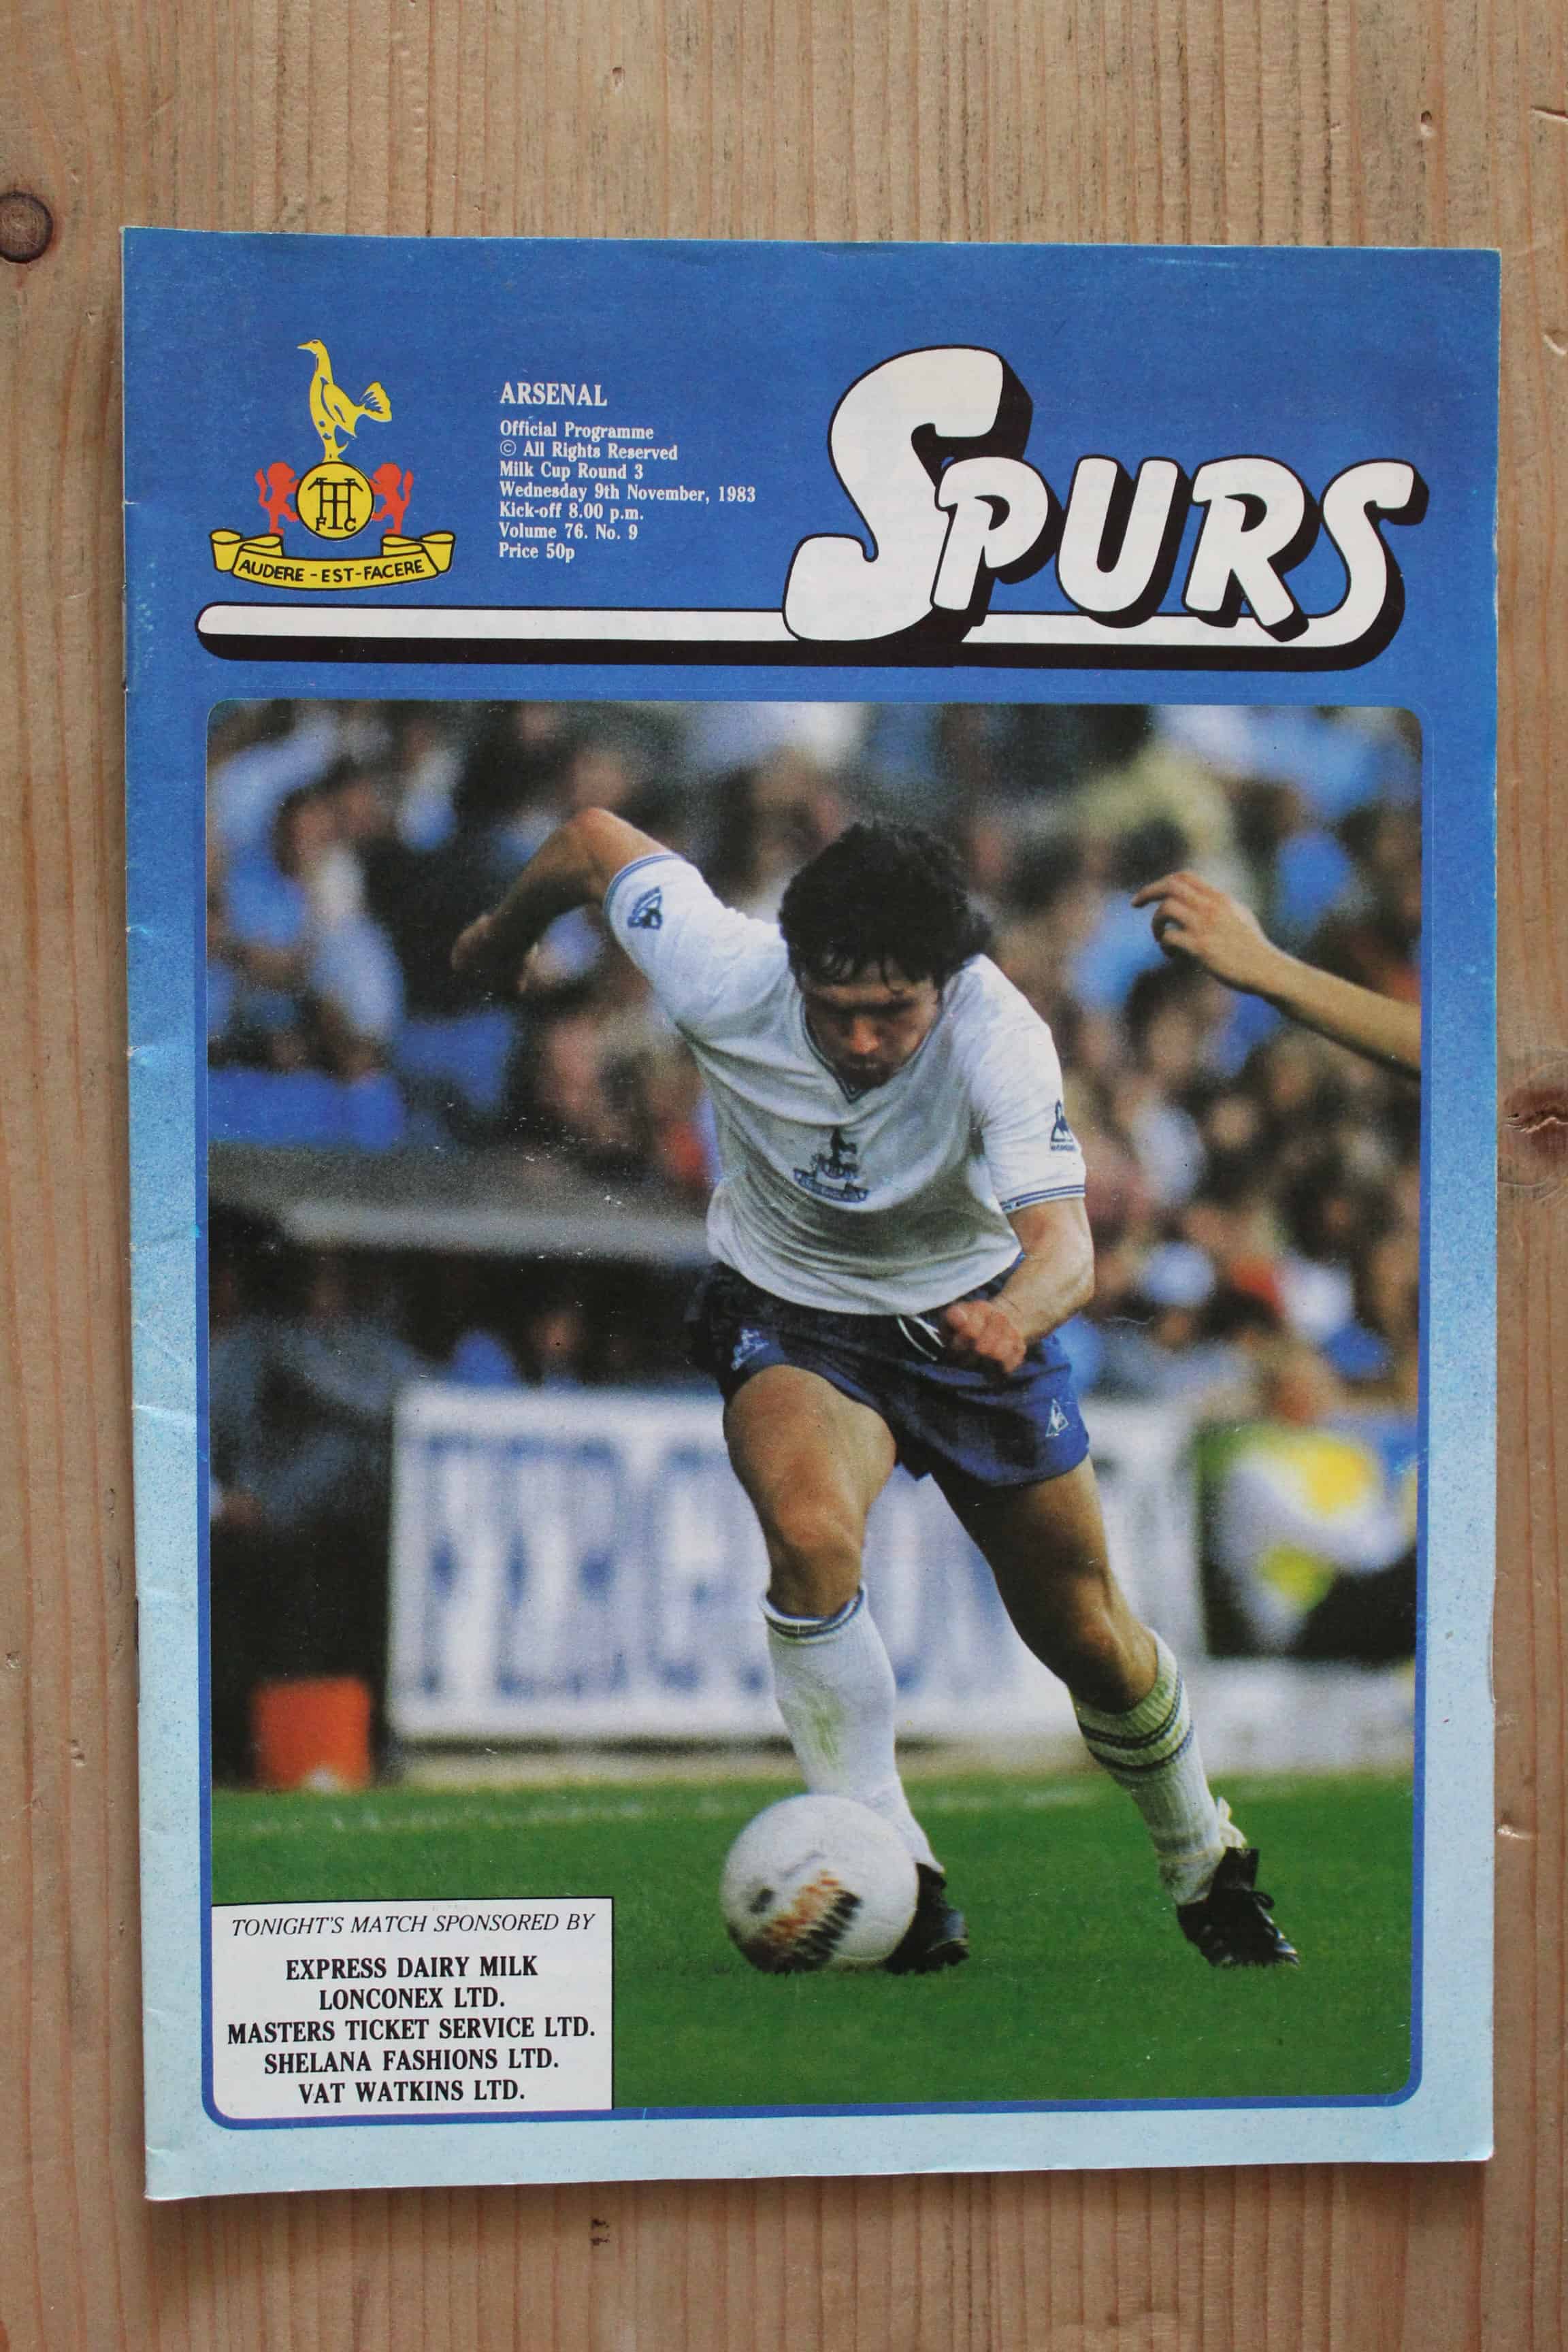 ARSENAL
Official Programme
© All Rights Reserved
Milk Cup Round 3
Wednesday 9th November, 1983
Kick-off 8.00 p.m.
Volume 76. No. 9
Price 50p
SPURS
THFC
AUDERE - EST - FACERE
TONIGHT'S MATCH SPONSORED BY
EXPRESS DAIRY MILK
LONCONEX LTD.
MASTERS TICKET SERVICE LTD.
SHELANA FASHIONS LTD.
VAT WATKINS LTD.